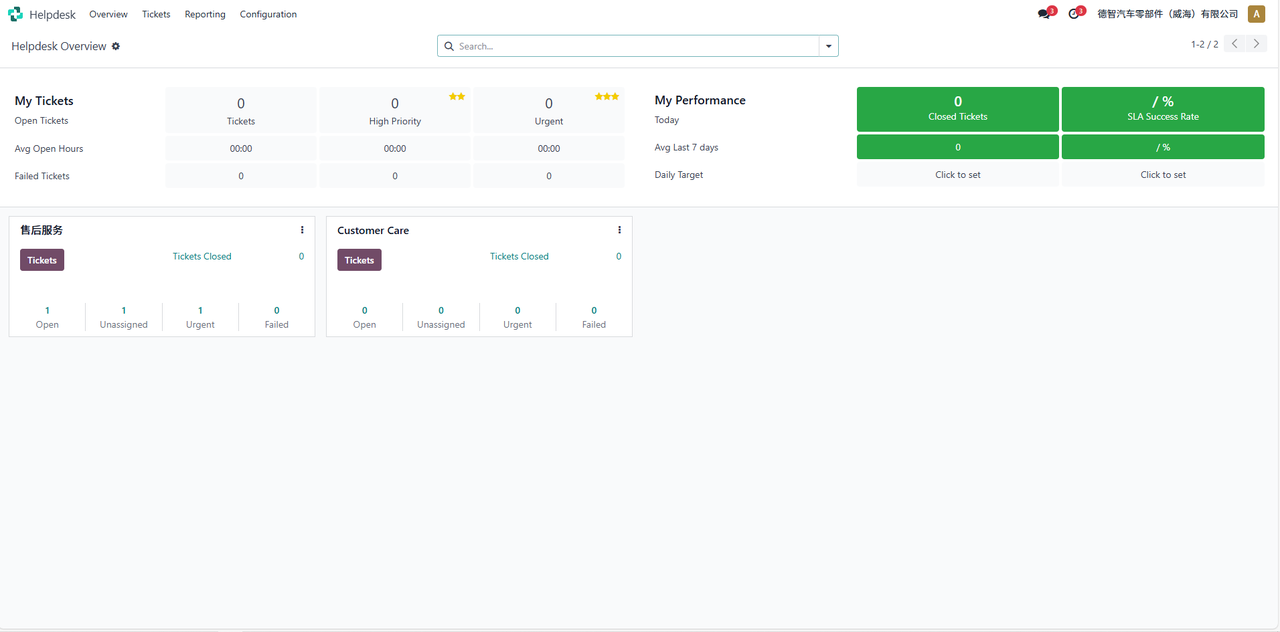 Helpdesk Overview Tickets Reporting Configuration 3 3 德智汽车零部件（威海）有限公司 A
Helpdesk Overview Search... 1-2 / 2
My Tickets 0 0 0
Open Tickets Tickets High Priority Urgent
Avg Open Hours 00:00 00:00 00:00
Failed Tickets 0 0 0
My Performance 0 / %
Today Closed Tickets SLA Success Rate
Avg Last 7 days 0 / %
Daily Target Click to set Click to set
售后服务
Tickets Tickets Closed 0
1 1 1 0
Open Unassigned Urgent Failed
Customer Care
Tickets Tickets Closed 0
0 0 0 0
Open Unassigned Urgent Failed